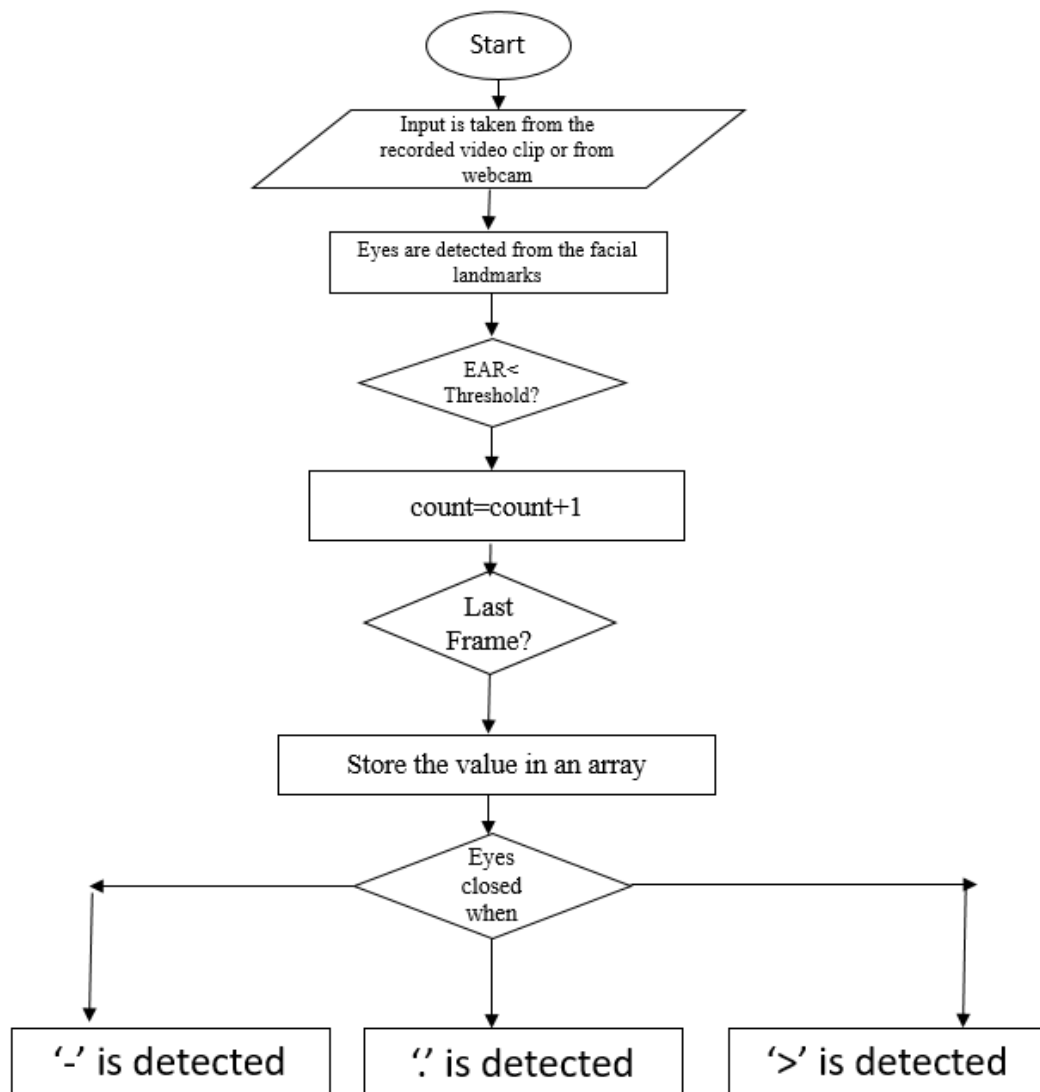 Start
Input is taken from the
recorded video clip or from
webcam
Eyes are detected from the facial
landmarks
EAR<
Threshold?
count=count+1
Last
Frame?
Store the value in an array
Eyes
closed
when
‘-’ is detected
‘.’ is detected
‘>’ is detected